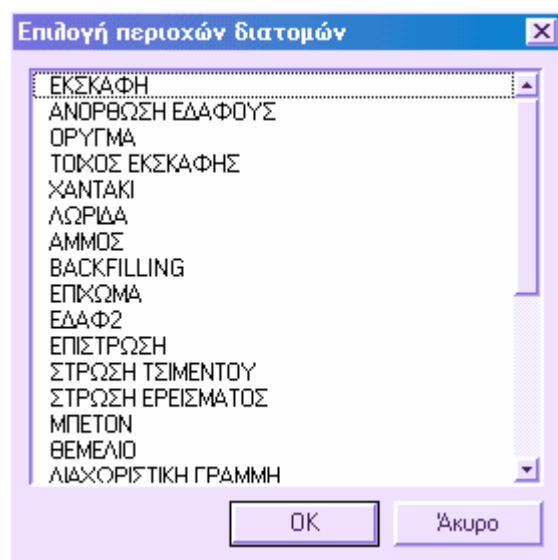 Επιλογή περιοχών διατομών
ΕΚΣΚΑΦΗ
ΑΝΟΡΘΩΣΗ ΕΔΑΦΟΥΣ
ΟΡΥΓΜΑ
ΤΟΙΧΟΣ ΕΚΣΚΑΦΗΣ
ΧΑΝΤΑΚΙ
ΛΩΡΙΔΑ
ΑΜΜΟΣ
BACKFILLING
ΕΠΙΧΩΜΑ
ΕΔΑΦ2
ΕΠΙΣΤΡΩΣΗ
ΣΤΡΩΣΗ ΤΣΙΜΕΝΤΟΥ
ΣΤΡΩΣΗ ΕΡΕΙΣΜΑΤΟΣ
ΜΠΕΤΟΝ
ΘΕΜΕΛΙΟ
ΔΙΑΧΟΡΙΣΤΙΚΗ ΓΡΑΜΜΗ
OK
Άκυρο